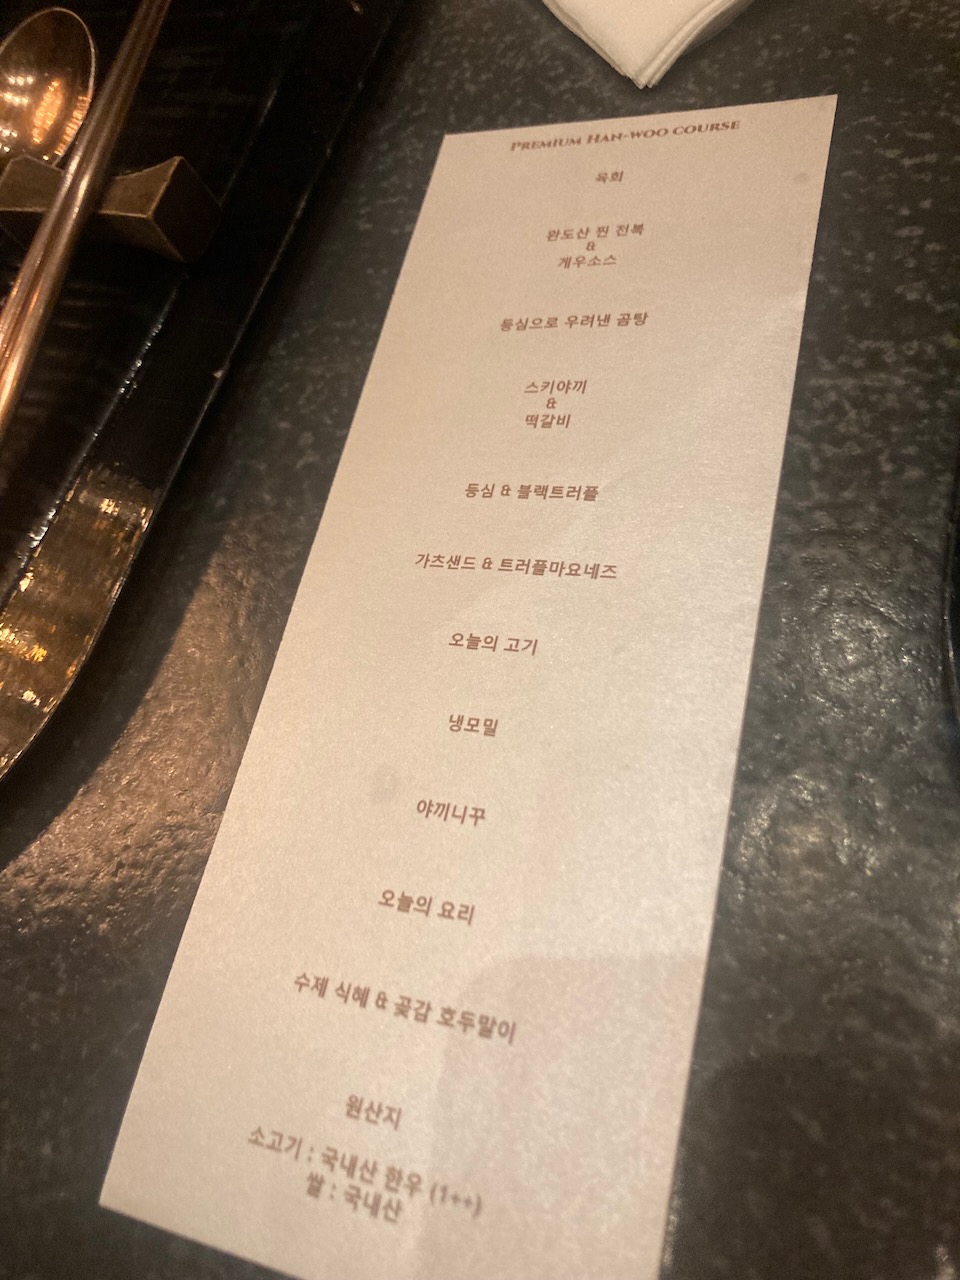 PREMIUM HAN-WOO COURSE
육회
완도산 찐 전복
&
게우소스
등심으로 우려낸 곰탕
스키야끼
&
떡갈비
등심 & 블랙트러플
가츠샌드 & 트러플마요네즈
오늘의 고기
냉모밀
야끼니꾸
오늘의 요리
수제 식혜 & 곶감 호두말이
원산지
소고기 : 국내산 한우 (1++)
쌀 : 국내산